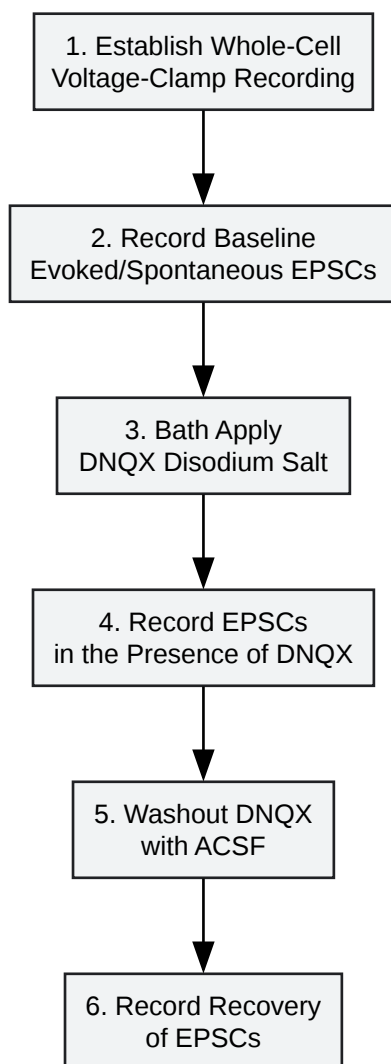 1. Establish Whole-Cell
Voltage-Clamp Recording
2. Record Baseline
Evoked/Spontaneous EPSCs
3. Bath Apply
DNQX Disodium Salt
4. Record EPSCs
in the Presence of DNQX
5. Washout DNQX
with ACSF
6. Record Recovery
of EPSCs